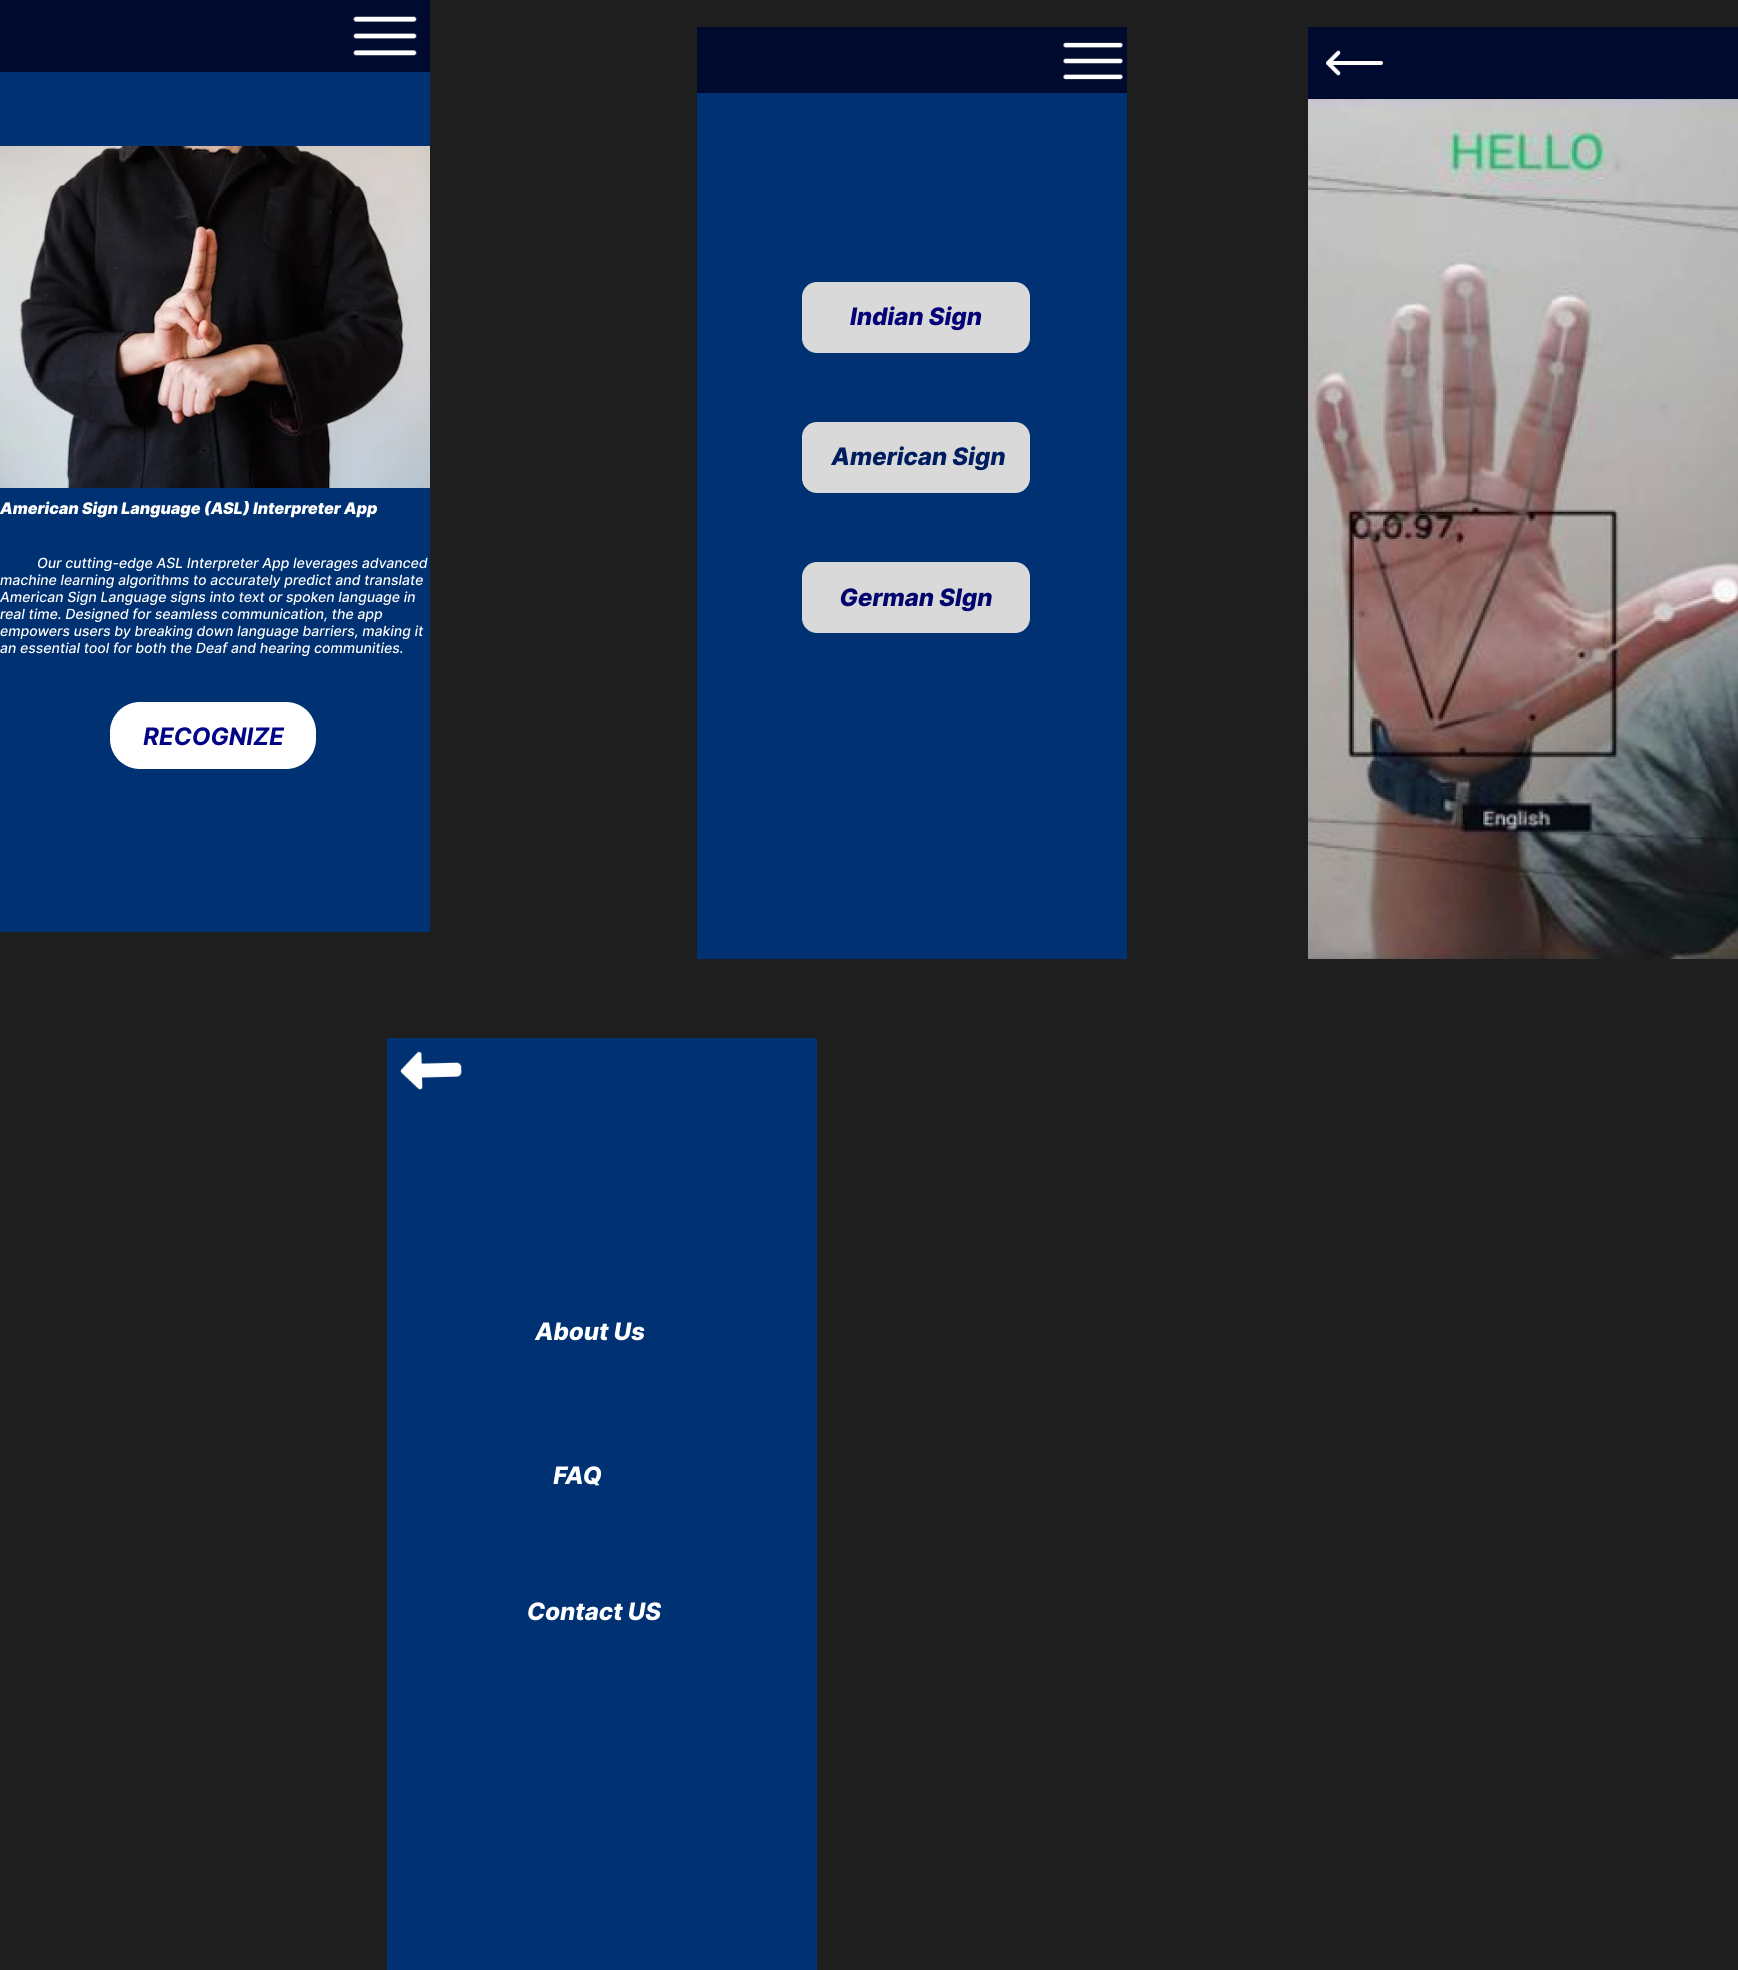 American Sign Language (ASL) Interpreter App
Our cutting-edge ASL Interpreter App leverages advanced
machine learning algorithms to accurately predict and translate
American Sign Language signs into text or spoken language in
real time. Designed for seamless communication, the app
empowers users by breaking down language barriers, making it
an essential tool for both the Deaf and hearing communities.
RECOGNIZE
Indian Sign
American Sign
German SIgn
HELLO
0,0.97,
English
About Us
FAQ
Contact US